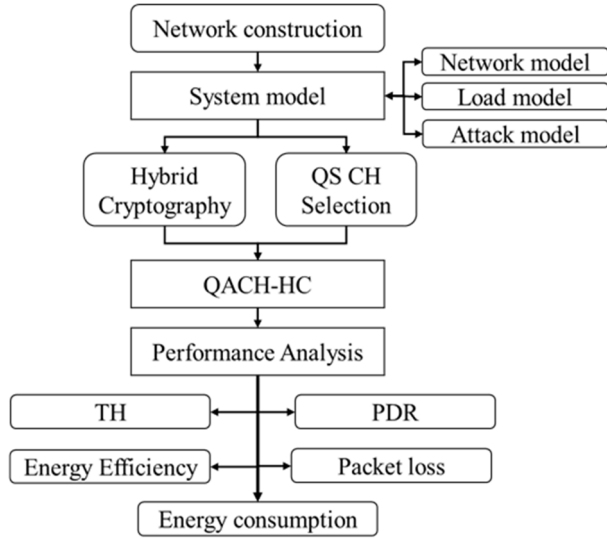 Network construction
System model
Network model
Load model
Attack model
Hybrid
Cryptography
QS CH
Selection
QACH-HC
Performance Analysis
TH
PDR
Energy Efficiency
Packet loss
Energy consumption